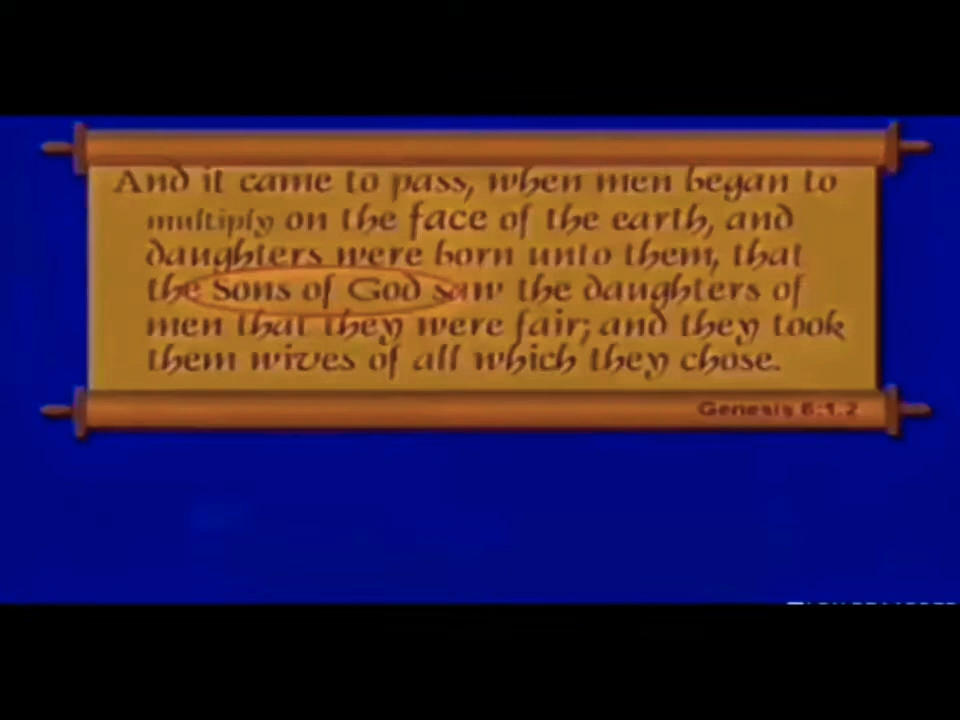 And it came to pass, when men began to
multiply on the face of the earth, and
daughters were born unto them, that
the Sons of God saw the daughters of
men that they were fair; and they took
them wives of all which they chose.
Genesis 6:1,2